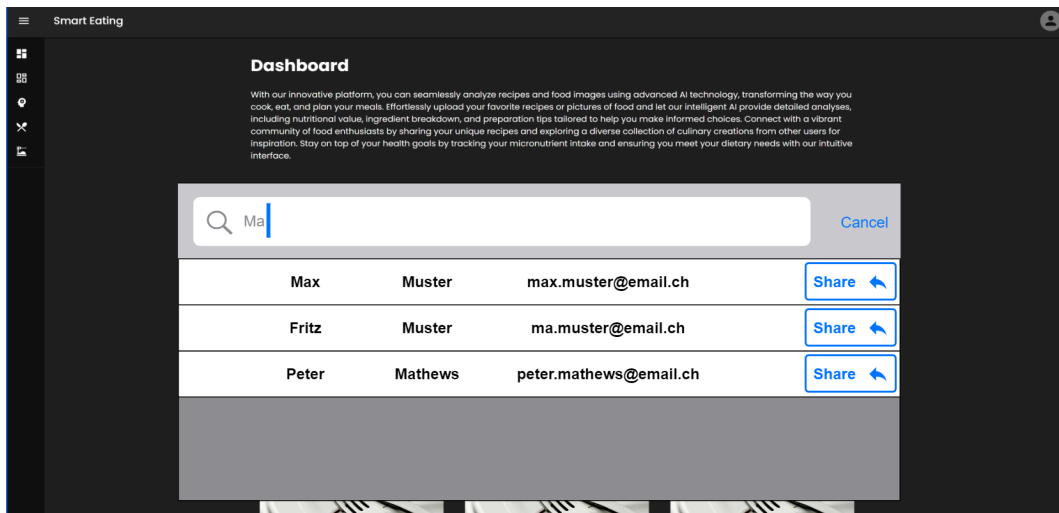 Smart Eating
Dashboard
With our innovative platform, you can seamlessly analyze recipes and food images using advanced AI technology, transforming the way you
cook, eat, and plan your meals. Effortlessly upload your favorite recipes or pictures of food and let our intelligent AI provide detailed analyses,
including nutritional value, ingredient breakdown, and preparation tips tailored to help you make informed choices. Connect with a vibrant
community of food enthusiasts by sharing your unique recipes and exploring a diverse collection of culinary creations from other users for
inspiration. Stay on top of your health goals by tracking your micronutrient intake and ensuring you meet your dietary needs with our intuitive
interface.
Ma Cancel
Max Muster max.muster@email.ch Share
Fritz Muster ma.muster@email.ch Share
Peter Mathews peter.mathews@email.ch Share